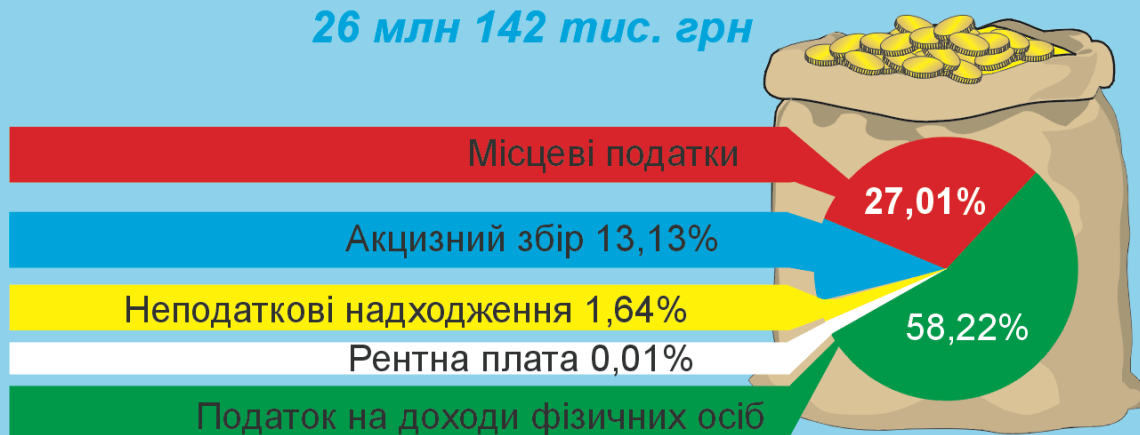 26 млн 142 тис. грн
Місцеві податки
27,01%
Акцизний збір 13,13%
Неподаткові надходження 1,64%
58,22%
Рентна плата 0,01%
Податок на доходи фізичних осіб